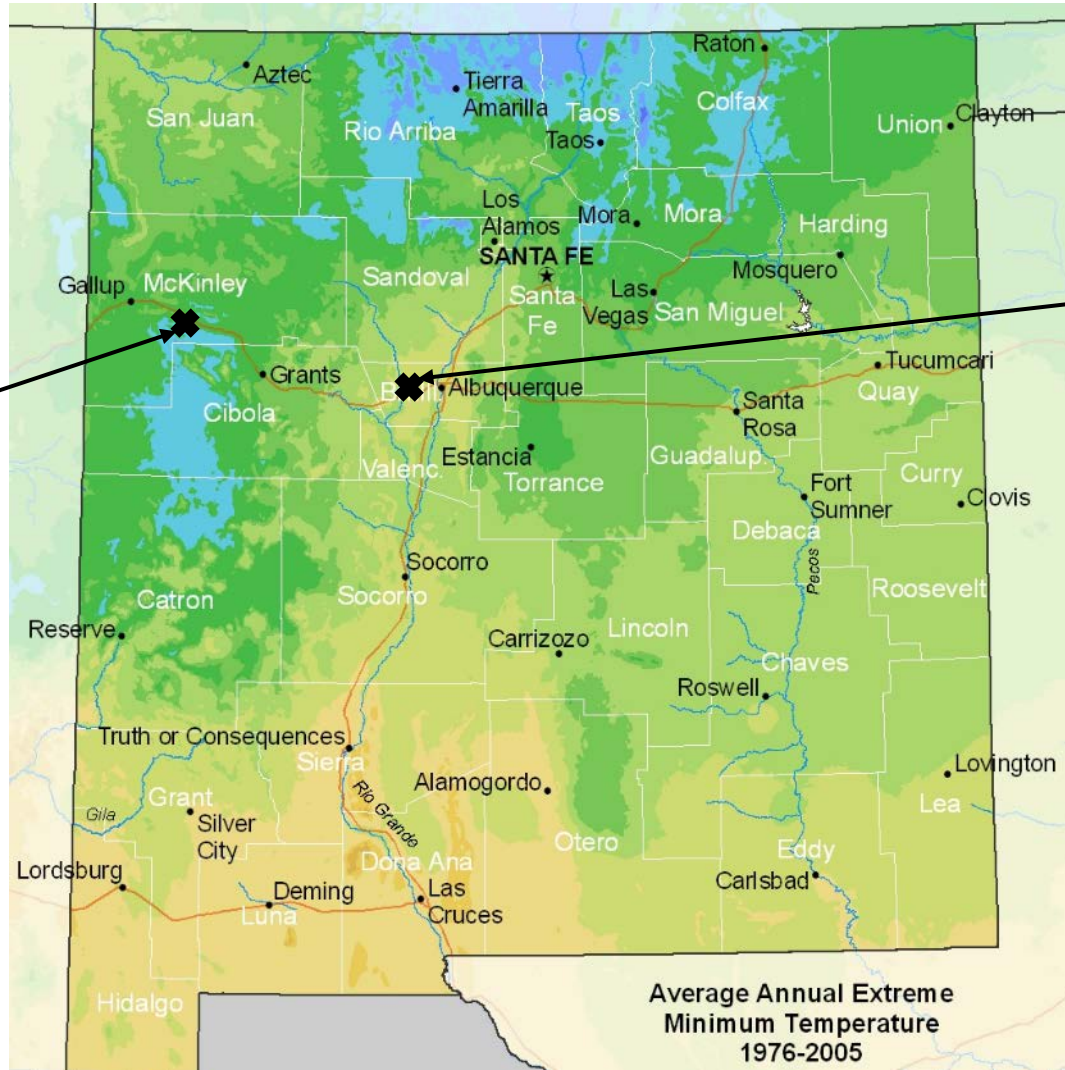 Raton
Aztec
Tierra
Amarilla
Taos
Colfax
San Juan
Rio Arriba
Taos
Union
Clayton
Los
Alamos
Mora
Mora
Harding
SANTA FE
Sandoval
McKinley
Mosquero
Gallup
Santa
Fe
Las
Vegas
San Miguel
Tucumcari
Grants
Albuquerque
Quay
Cibola
Santa
Rosa
Estancia
Valenc.
Guadalup.
Torrance
Curry
Fort
Sumner
Clovis
Debaca
Socorro
Pecos
Socorro
Roosevelt
Catron
Reserve
Lincoln
Carrizozo
Chaves
Roswell
Truth or Consequences
Sierra
Lovington
Alamogordo
Grant
Lea
Rio Grande
Gila
Silver
City
Otero
Eddy
Dona Ana
Lordsburg
Carlsbad
Deming
Las
Cruces
Luna
Hidalgo
Average Annual Extreme
Minimum Temperature
1976-2005